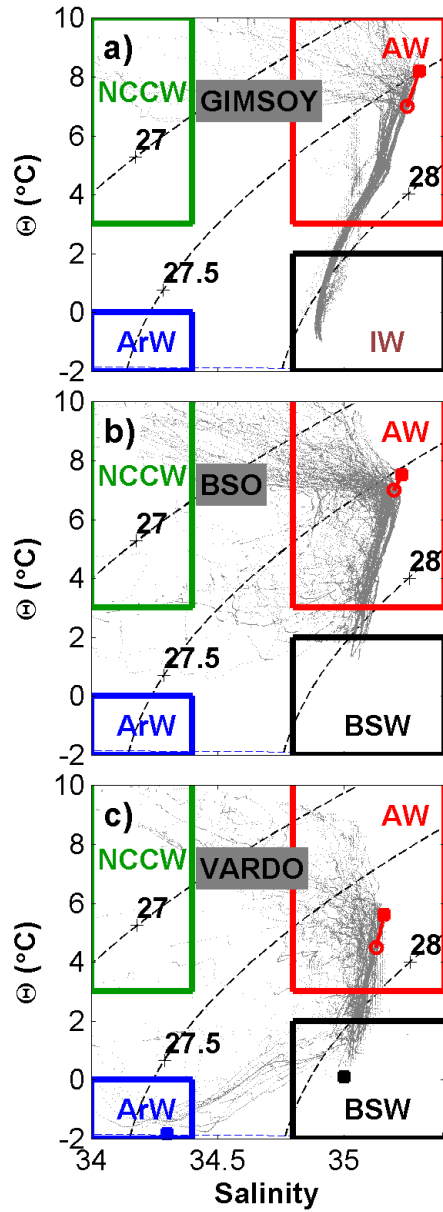 a)
10
NCCW
GIMSOY
AW
8
27
6
28
4
Θ (°C)
2
27.5
0
ArW
IW
-2
b)
10
NCCW
BSO
AW
8
27
6
28
4
Θ (°C)
2
27.5
0
ArW
BSW
-2
c)
10
NCCW
VARDO
AW
8
27
6
28
4
Θ (°C)
2
27.5
0
ArW
BSW
-2
34
34.5
35
Salinity